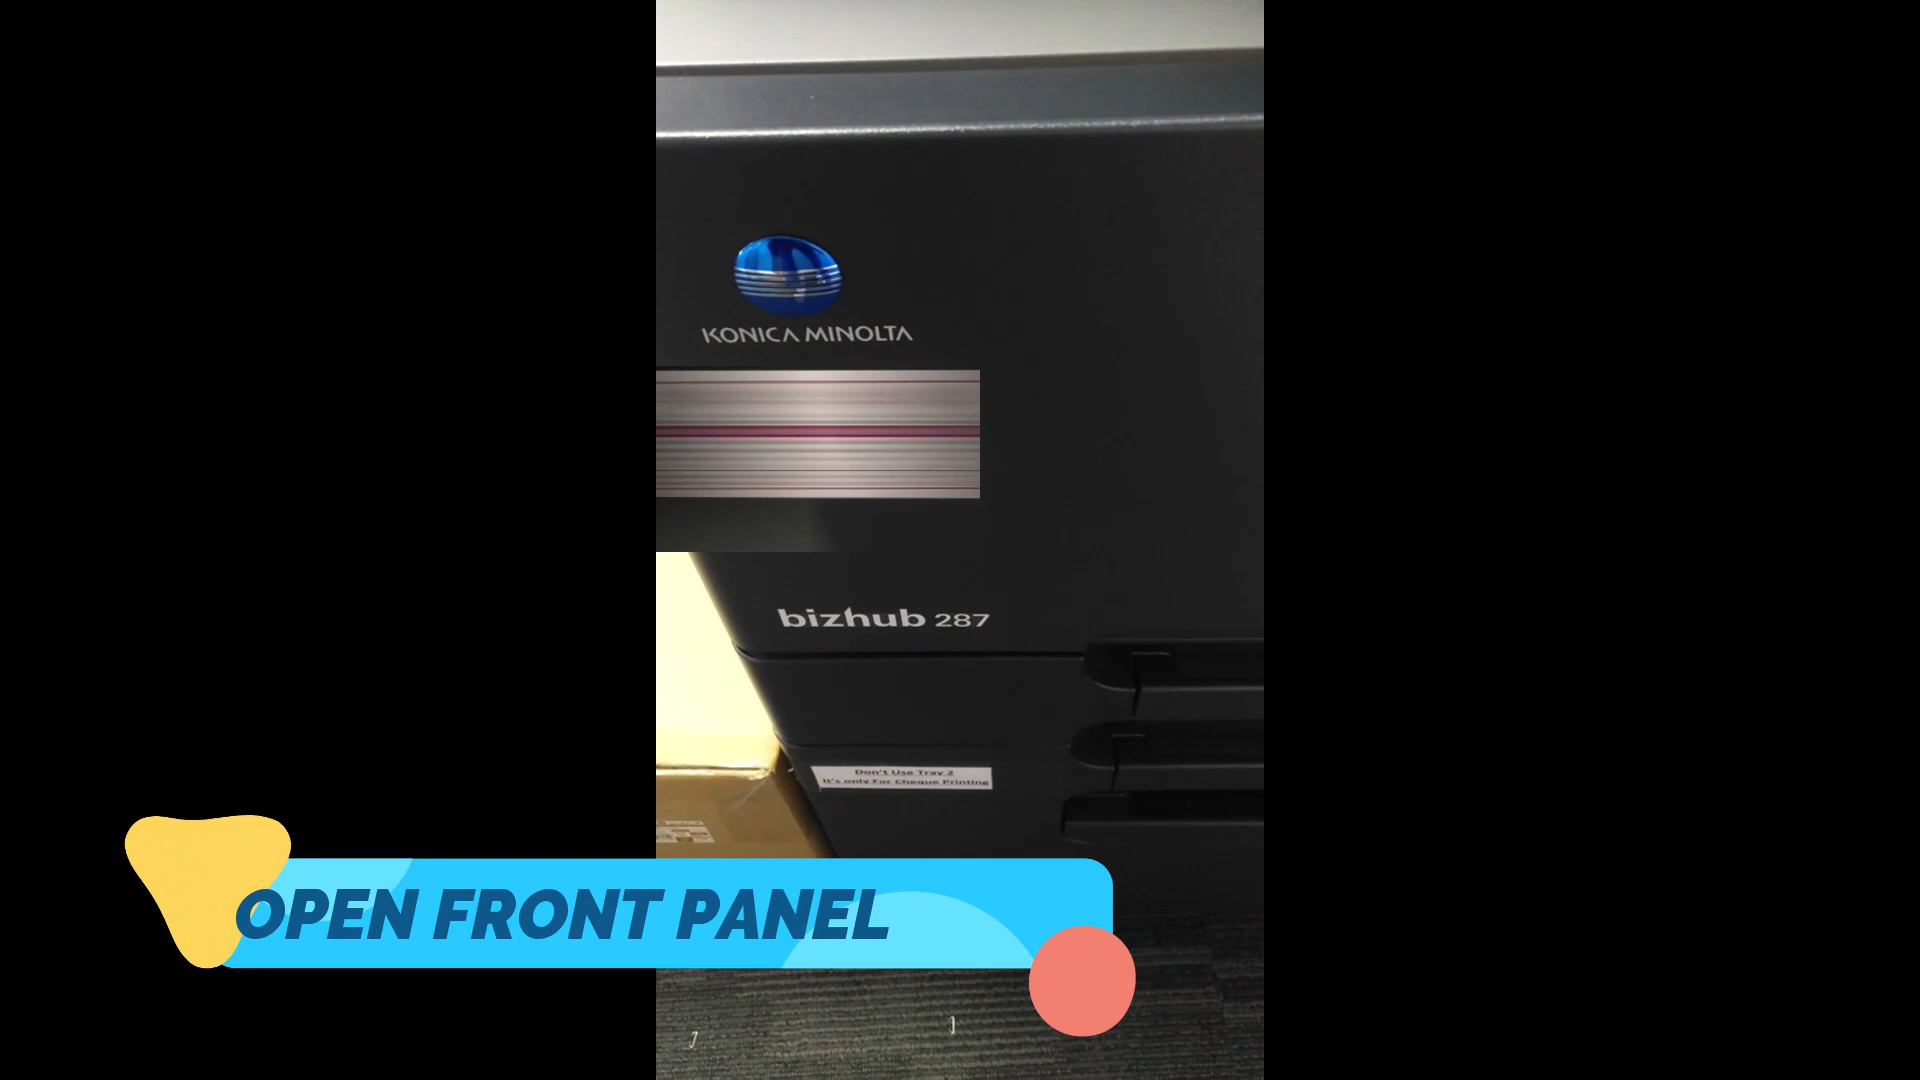 KONICA MINOLTA
bizhub 287
Don't Use Tray 2
It's only For Cheque Printing
OPEN FRONT PANEL